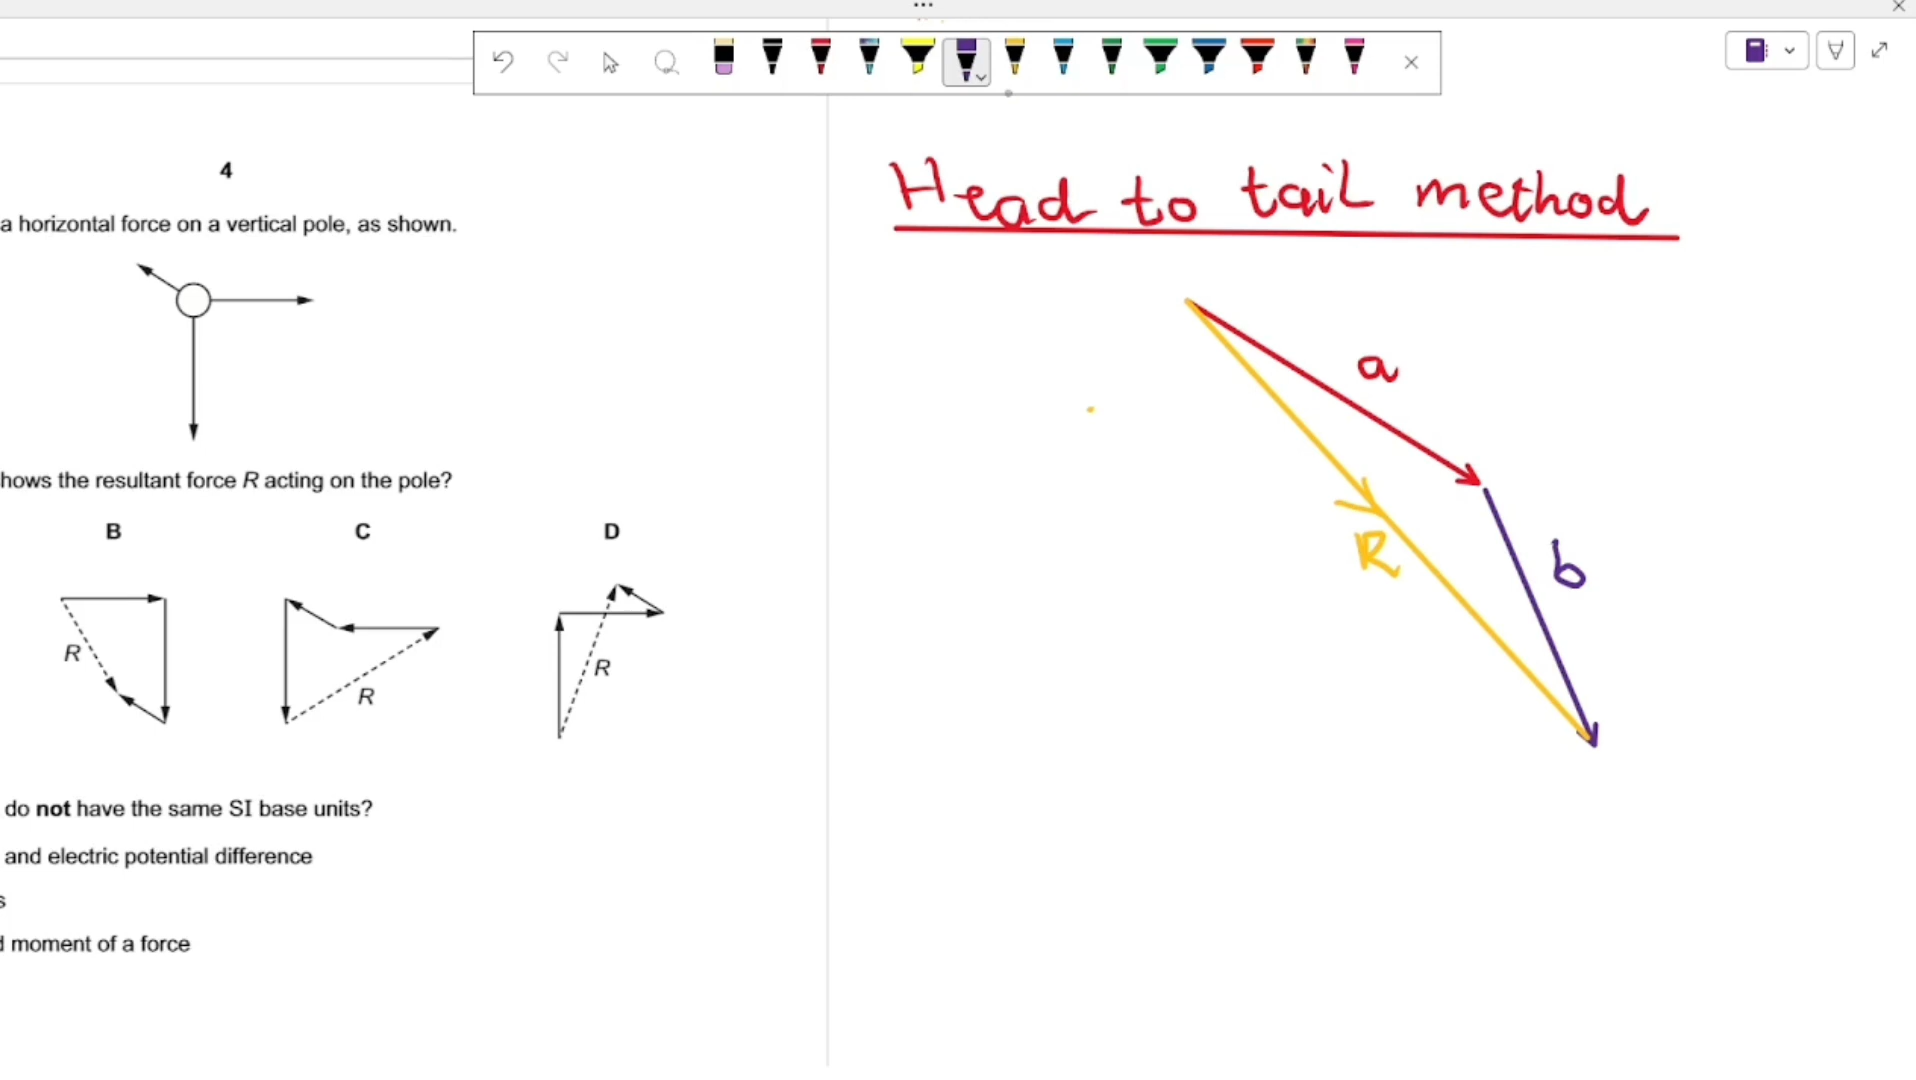 4
a horizontal force on a vertical pole, as shown.
hows the resultant force R acting on the pole?
B C D
R R R
do not have the same SI base units?
and electric potential difference
s
d moment of a force
Head to tail method
a
R
b